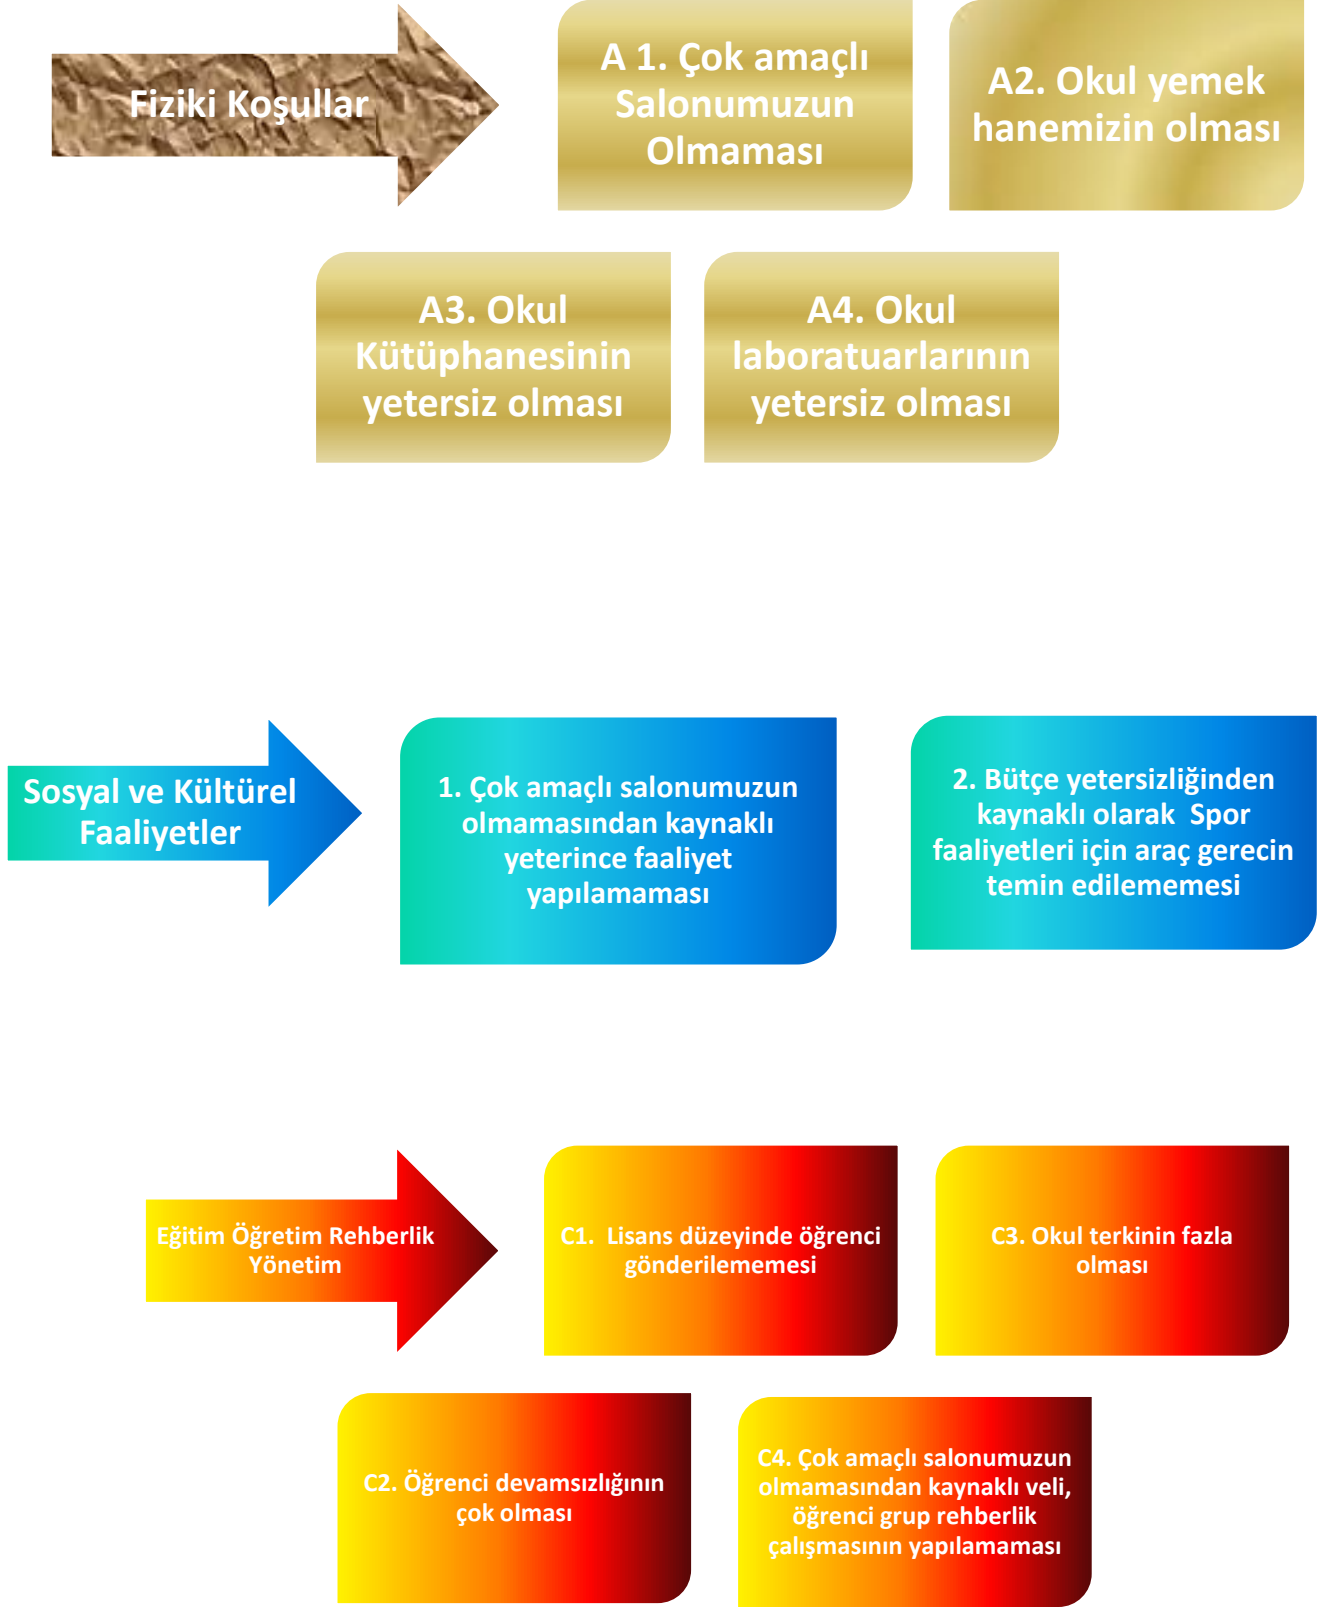 Fiziki Koşullar
A 1. Çok amaçlı
Salonumuzun
Olmaması
A2. Okul yemek
hanemizin olması
A3. Okul
Kütüphanesinin
yetersiz olması
A4. Okul
laboratuarlarının
yetersiz olması
Sosyal ve Kültürel
Faaliyetler
1. Çok amaçlı salonumuzun
olmamasından kaynaklı
yeterince faaliyet
yapılamaması
2. Bütçe yetersizliğinden
kaynaklı olarak  Spor
faaliyetleri için araç gerecin
temin edilememesi
Eğitim Öğretim Rehberlik
Yönetim
C1.  Lisans düzeyinde öğrenci
gönderilememesi
C3. Okul terkinin fazla
olması
C2. Öğrenci devamsızlığının
çok olması
C4. Çok amaçlı salonumuzun
olmamasından kaynaklı veli,
öğrenci grup rehberlik
çalışmasının yapılamaması